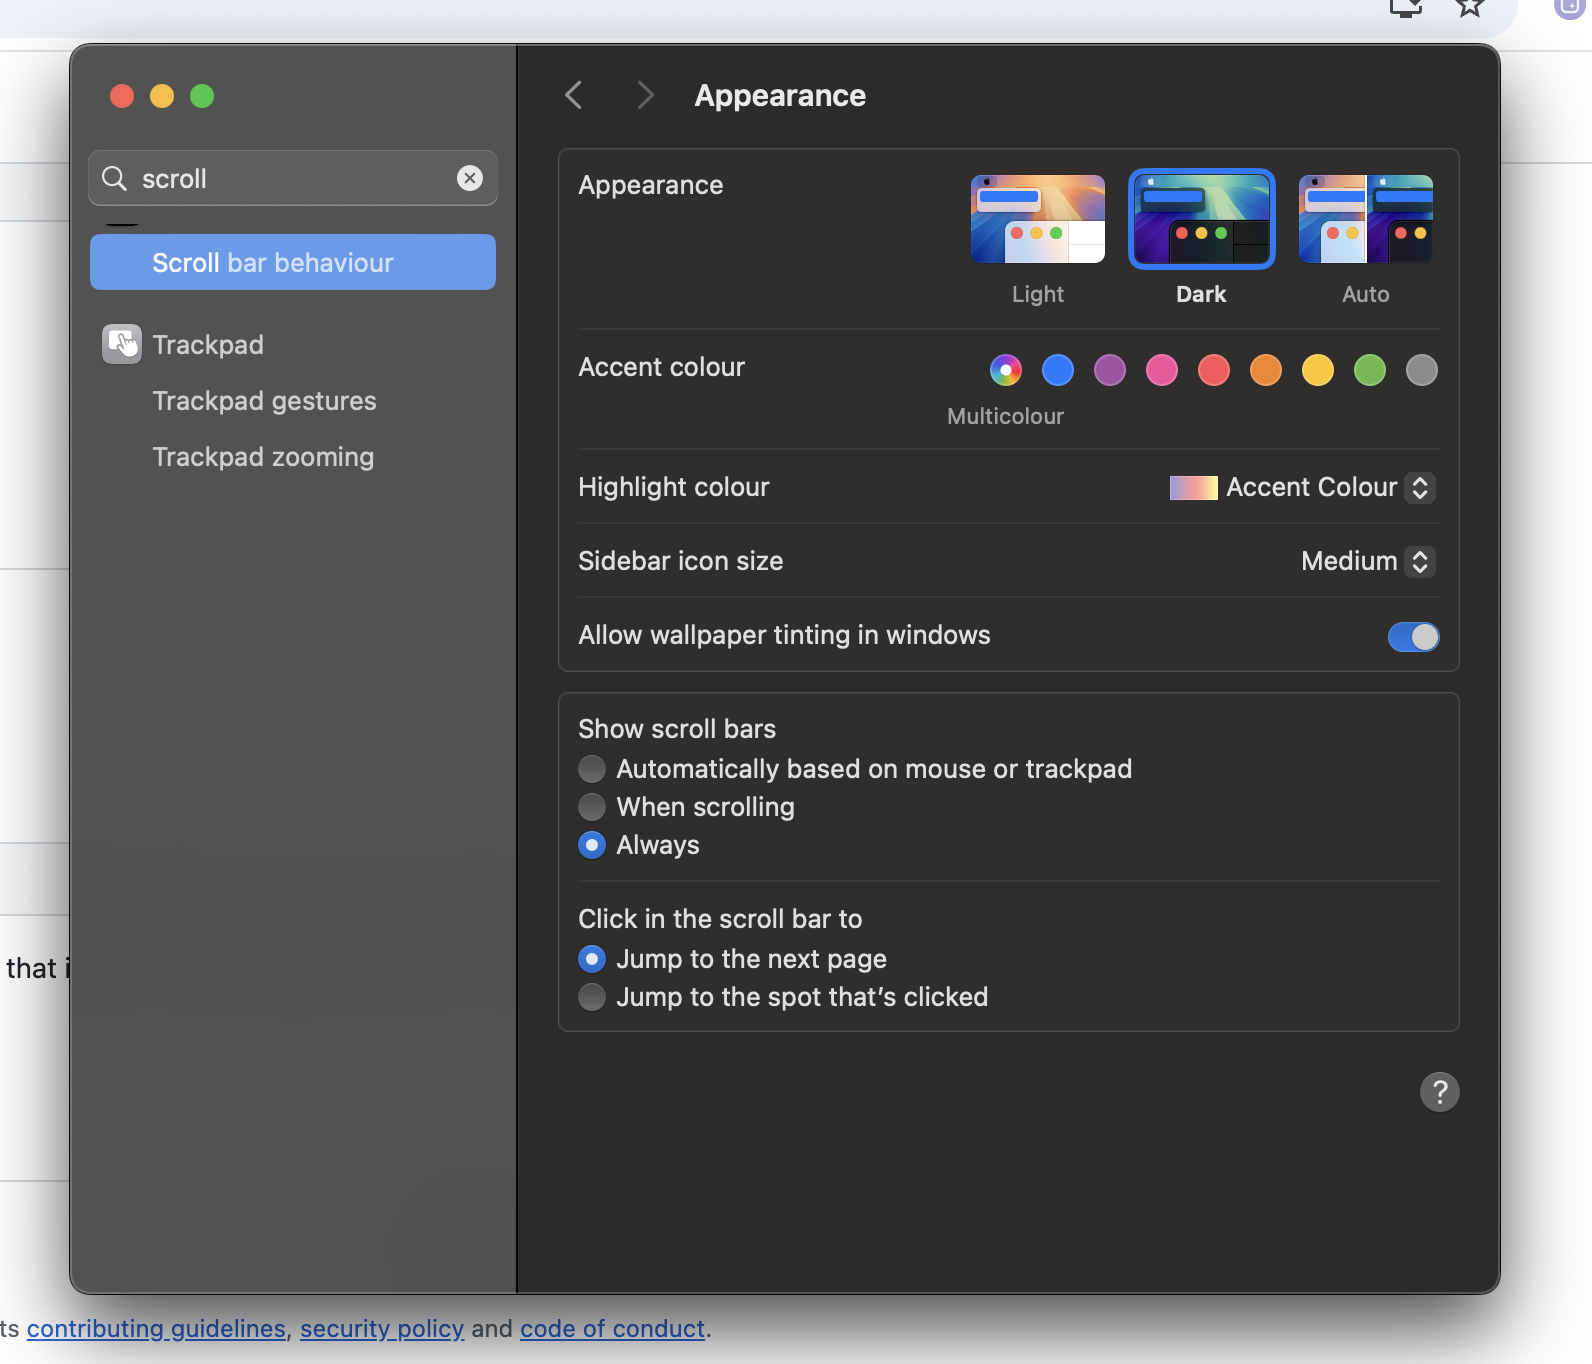 scroll
Scroll bar behaviour
Trackpad
Trackpad gestures
Trackpad zooming
Appearance
Appearance
Light
Dark
Auto
Accent colour
Multicolour
Highlight colour
Accent Colour
Sidebar icon size
Medium
Allow wallpaper tinting in windows
Show scroll bars
Automatically based on mouse or trackpad
When scrolling
Always
Click in the scroll bar to
Jump to the next page
Jump to the spot that's clicked
?
that i
ts contributing guidelines, security policy and code of conduct.